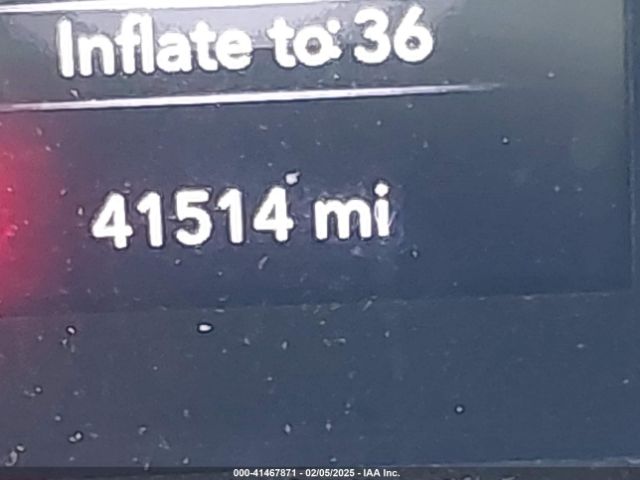 Inflate to: 36
41514 mi
000-41467871 - 02/05/2025 - IAA Inc.